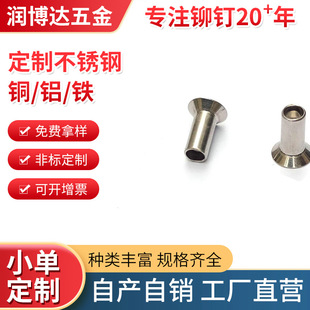 润博达五金
专注铆钉20+年
定制不锈钢
铜/铝/铁
免费拿样
非标定制
可开增票
小单
定制
种类丰富 规格齐全
自产自销 工厂直营